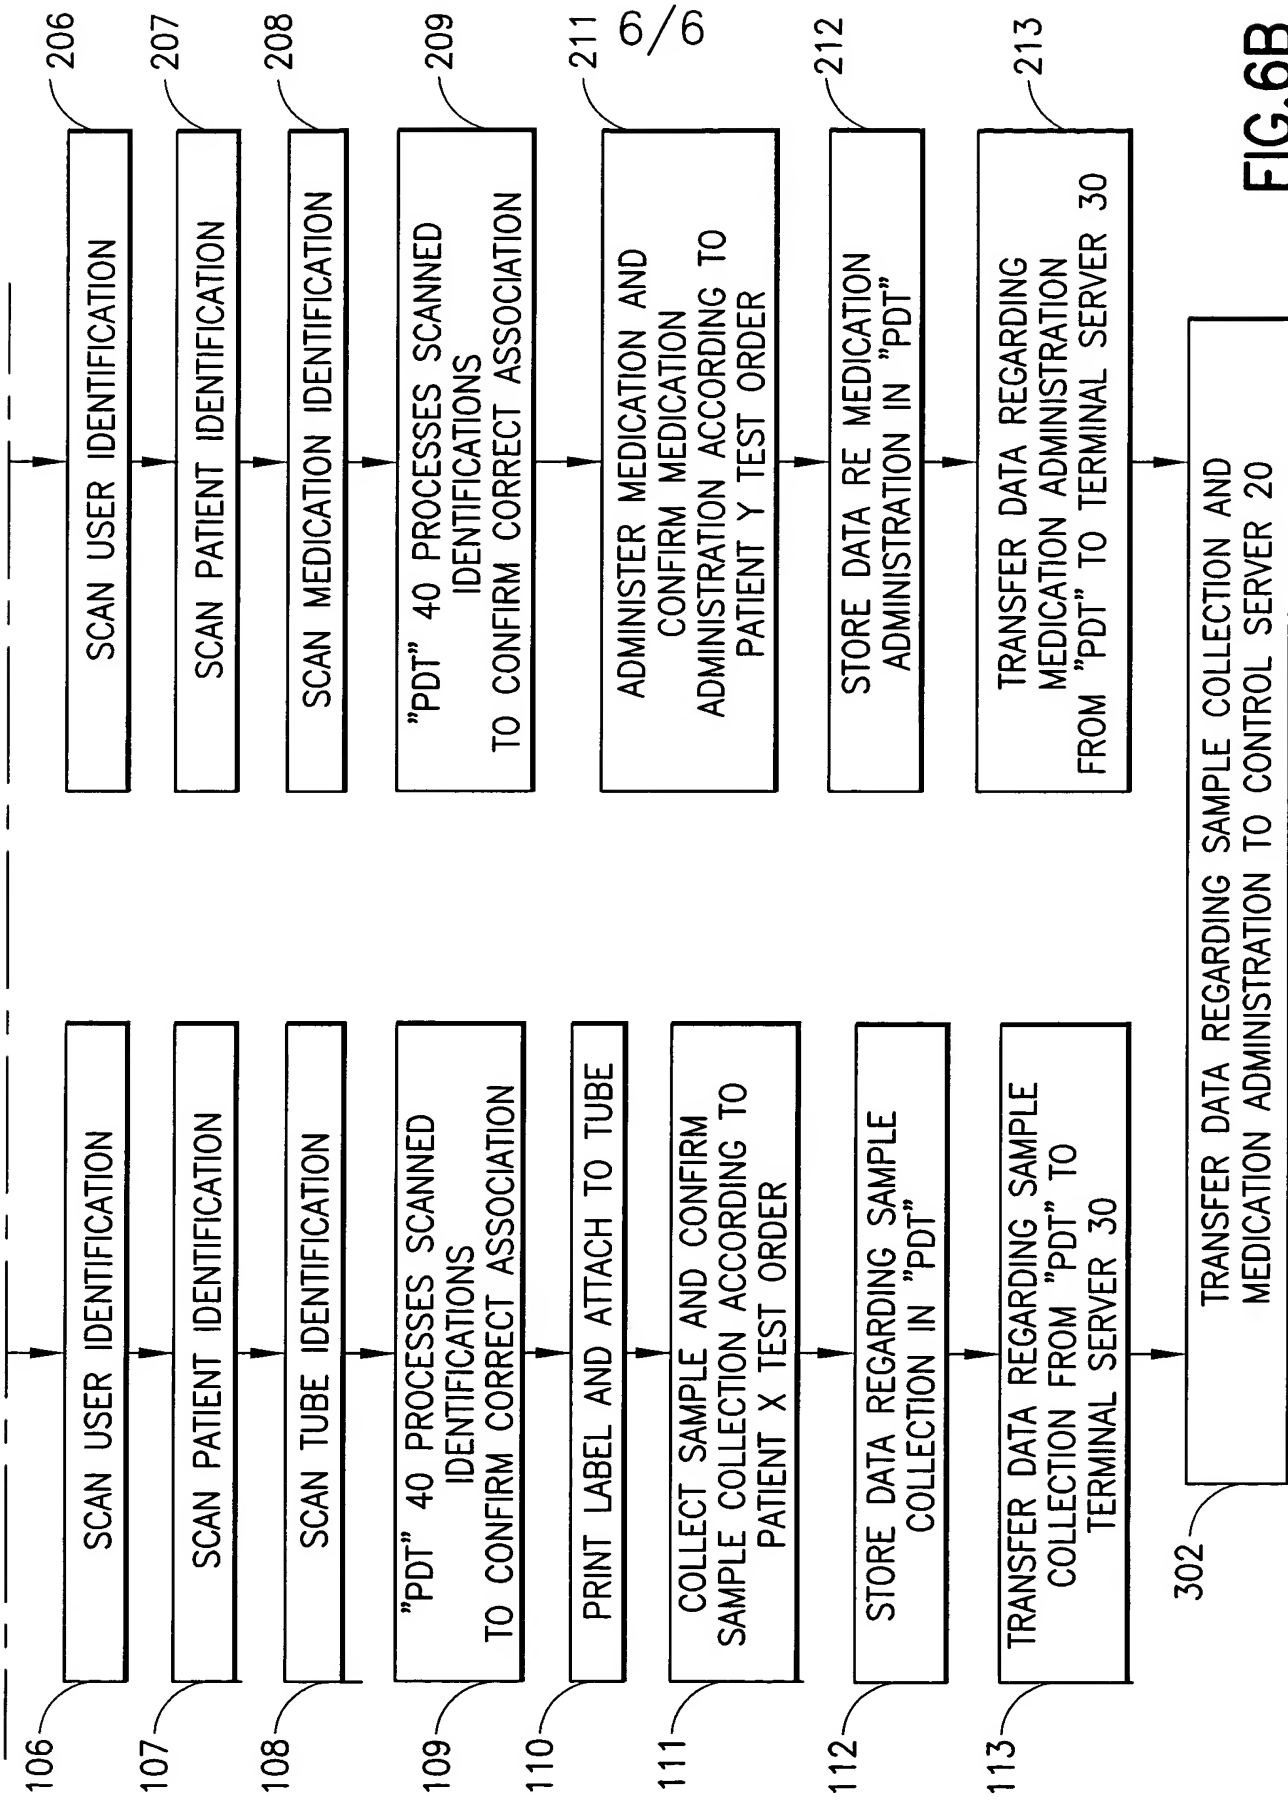 6/6
106
SCAN USER IDENTIFICATION
107
SCAN PATIENT IDENTIFICATION
108
SCAN TUBE IDENTIFICATION
109
"PDT" 40 PROCESSES SCANNED
IDENTIFICATIONS
TO CONFIRM CORRECT ASSOCIATION
110
PRINT LABEL AND ATTACH TO TUBE
111
COLLECT SAMPLE AND CONFIRM
SAMPLE COLLECTION ACCORDING TO
PATIENT X TEST ORDER
112
STORE DATA REGARDING SAMPLE
COLLECTION IN "PDT"
113
TRANSFER DATA REGARDING SAMPLE
COLLECTION FROM "PDT" TO
TERMINAL SERVER 30
206
SCAN USER IDENTIFICATION
207
SCAN PATIENT IDENTIFICATION
208
SCAN MEDICATION IDENTIFICATION
209
"PDT" 40 PROCESSES SCANNED
IDENTIFICATIONS
TO CONFIRM CORRECT ASSOCIATION
211
ADMINISTER MEDICATION AND
CONFIRM MEDICATION
ADMINISTRATION ACCORDING TO
PATIENT Y TEST ORDER
212
STORE DATA RE MEDICATION
ADMINISTRATION IN "PDT"
213
TRANSFER DATA REGARDING
MEDICATION ADMINISTRATION
FROM "PDT" TO TERMINAL SERVER 30
302
TRANSFER DATA REGARDING SAMPLE COLLECTION AND
MEDICATION ADMINISTRATION TO CONTROL SERVER 20
FIG.6B